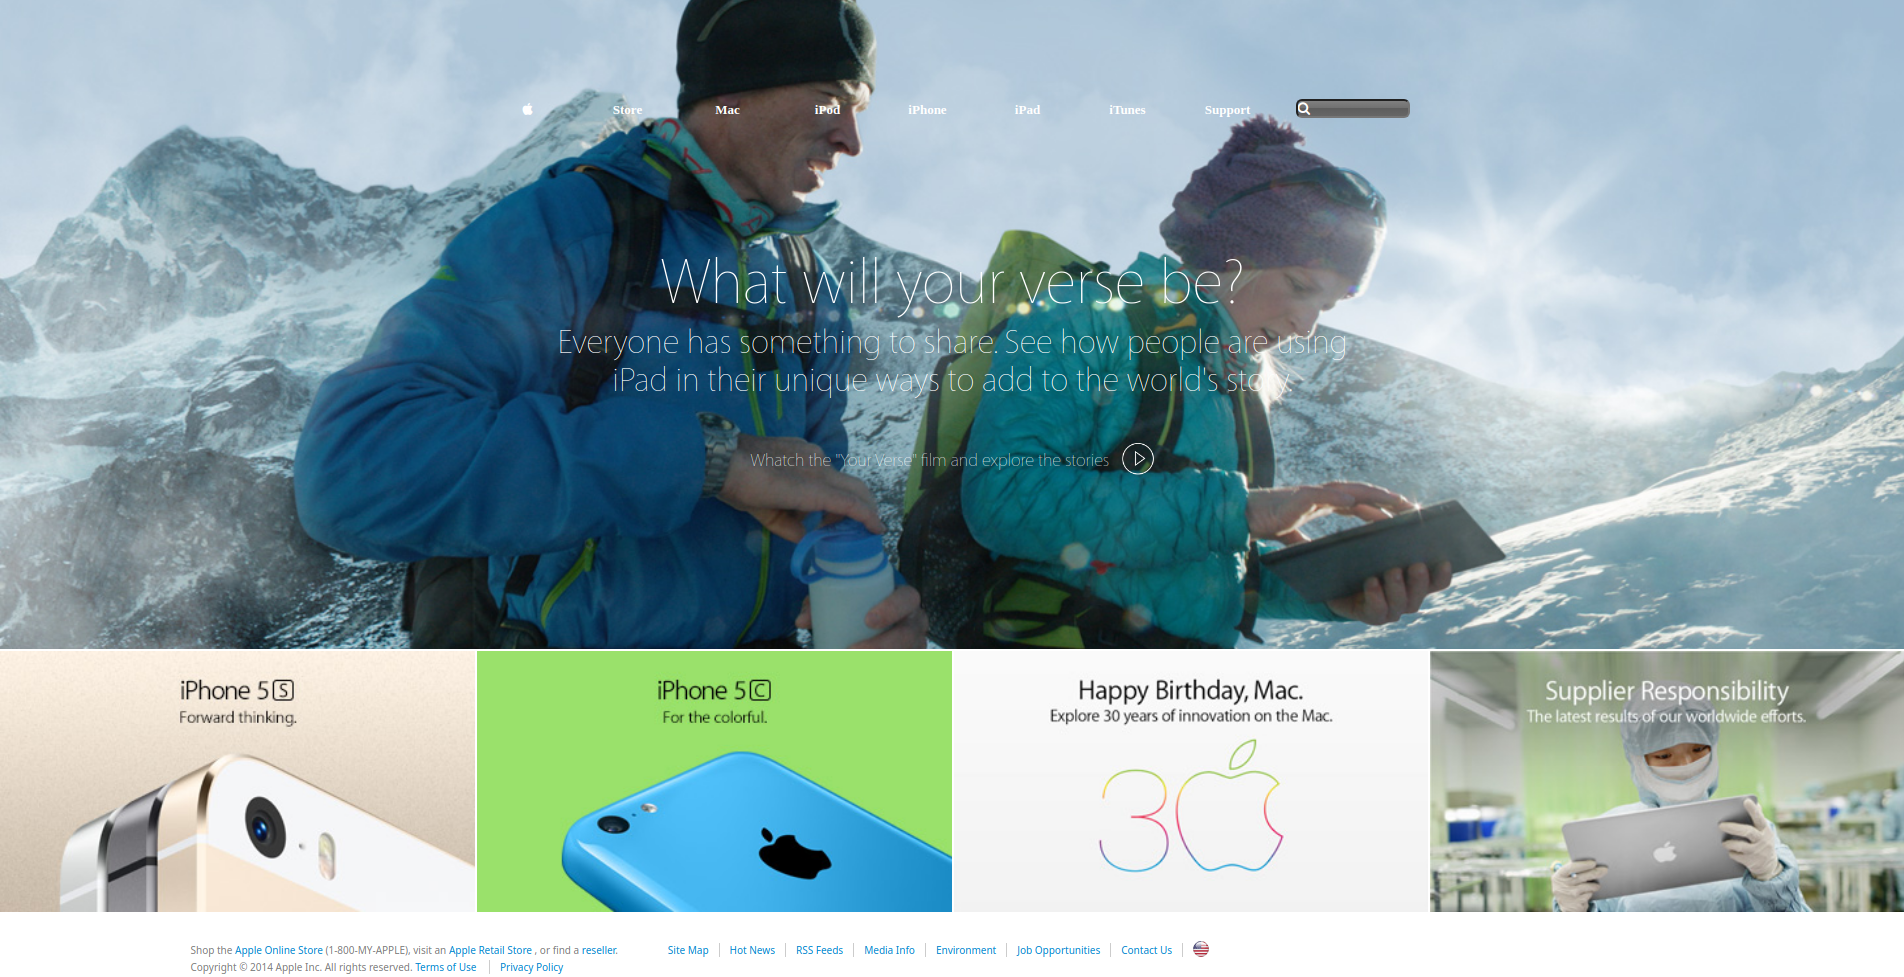 Store Mac iPod iPhone iPad iTunes Support
What will your verse be?
Everyone has something to share. See how people are using
iPad in their unique ways to add to the world's story
Whatch the "Your Verse" film and explore the stories
iPhone 5S
Forward thinking.
iPhone 5C
For the colorful.
Happy Birthday, Mac.
Explore 30 years of innovation on the Mac.
30
Supplier Responsibility
The latest results of our worldwide efforts.
Shop the Apple Online Store (1-800-MY-APPLE), visit an Apple Retail Store , or find a reseller.
Site Map Hot News RSS Feeds Media Info Environment Job Opportunities Contact Us
Copyright © 2014 Apple Inc. All rights reserved. Terms of Use Privacy Policy